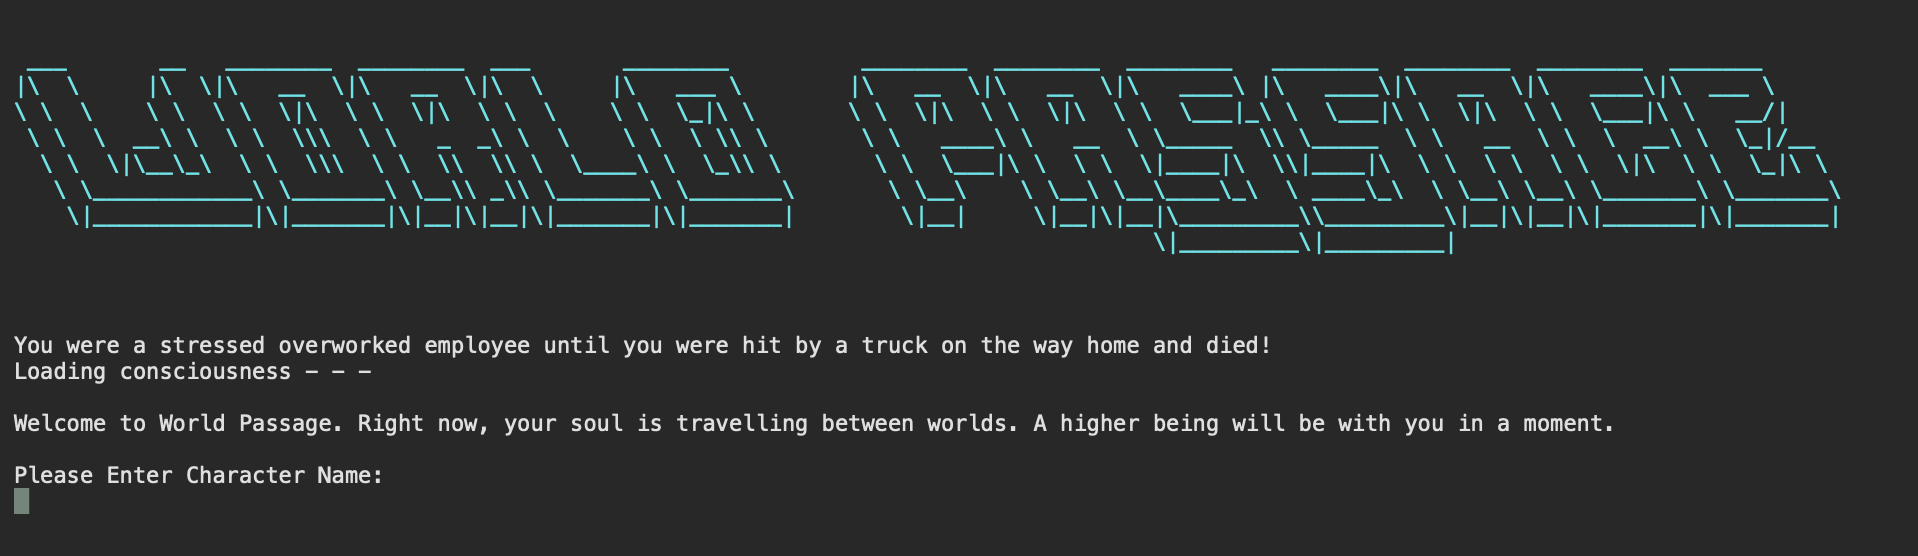 WORLD PASSAGE
You were a stressed overworked employee until you were hit by a truck on the way home and died!
Loading consciousness - - -
Welcome to World Passage. Right now, your soul is travelling between worlds. A higher being will be with you in a moment.
Please Enter Character Name: